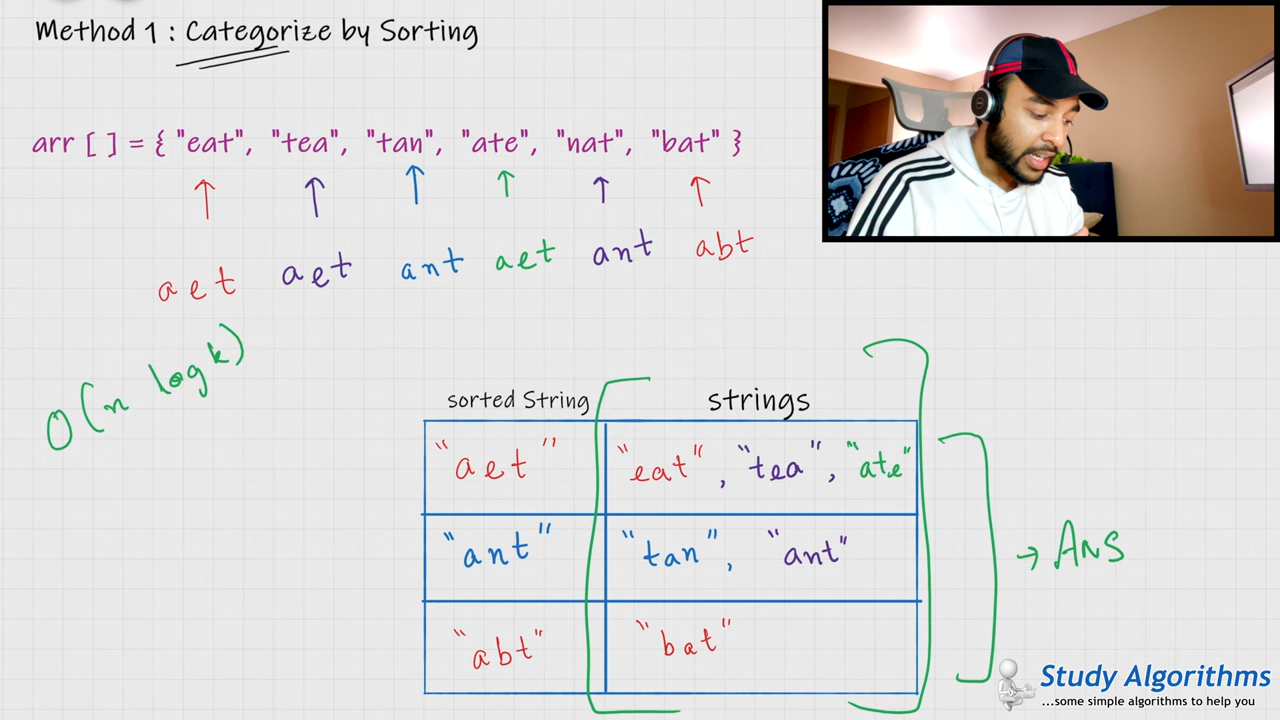 Method 1 : Categorize by Sorting
arr [ ] = { "eat", "tea", "tan", "ate", "nat", "bat" }
aet aet ant aet ant abt
O(n log k)
sorted String strings
"aet" "eat", "tea", "ate"
"ant" "tan", "ant"
→ Ans
"abt" "bat"
Study Algorithms
...some simple algorithms to help you